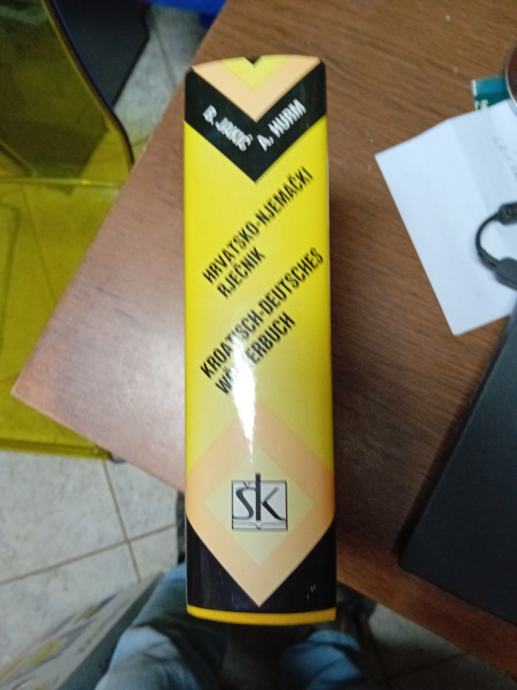 B. JAKIĆ
A. HURM
HRVATSKO-NJEMAČKI
RJEČNIK
KROATISCH-DEUTSCHES
WÖRTERBUCH
šk